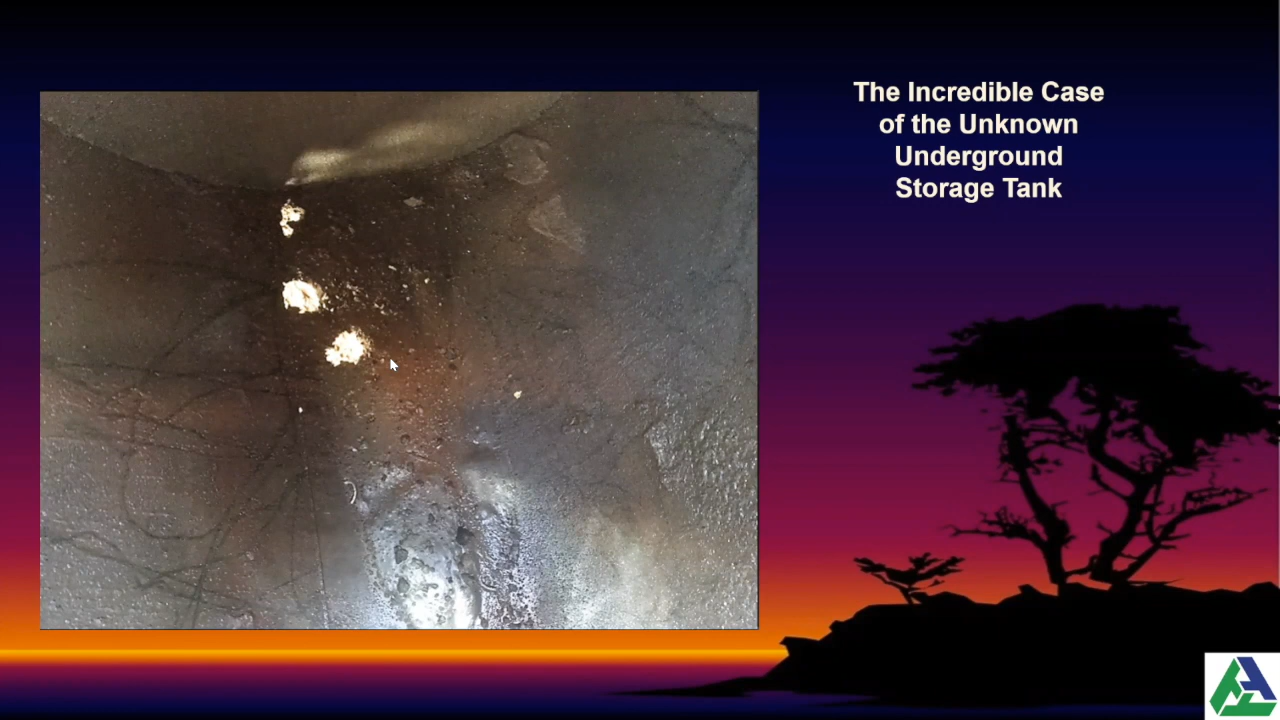 The Incredible Case
of the Unknown
Underground
Storage Tank